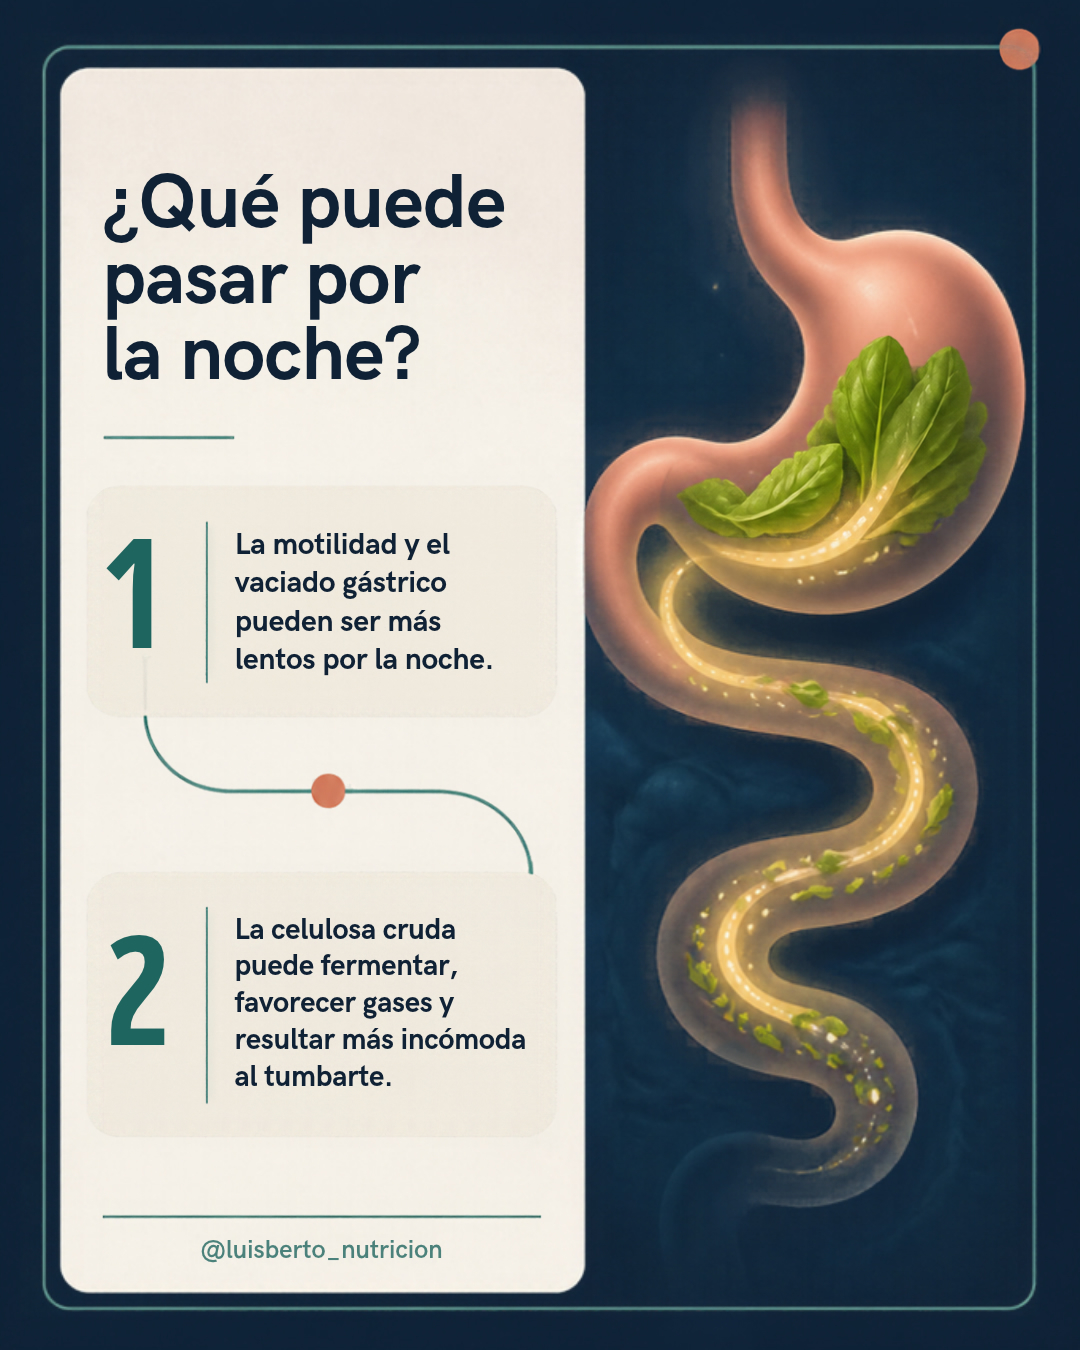 ¿Qué puede
pasar por
la noche?
1
La motilidad y el
vaciado gástrico
pueden ser más
lentos por la noche.
2
La celulosa cruda
puede fermentar,
favorecer gases y
resultar más incómoda
al tumbarte.
@luisberto_nutricion